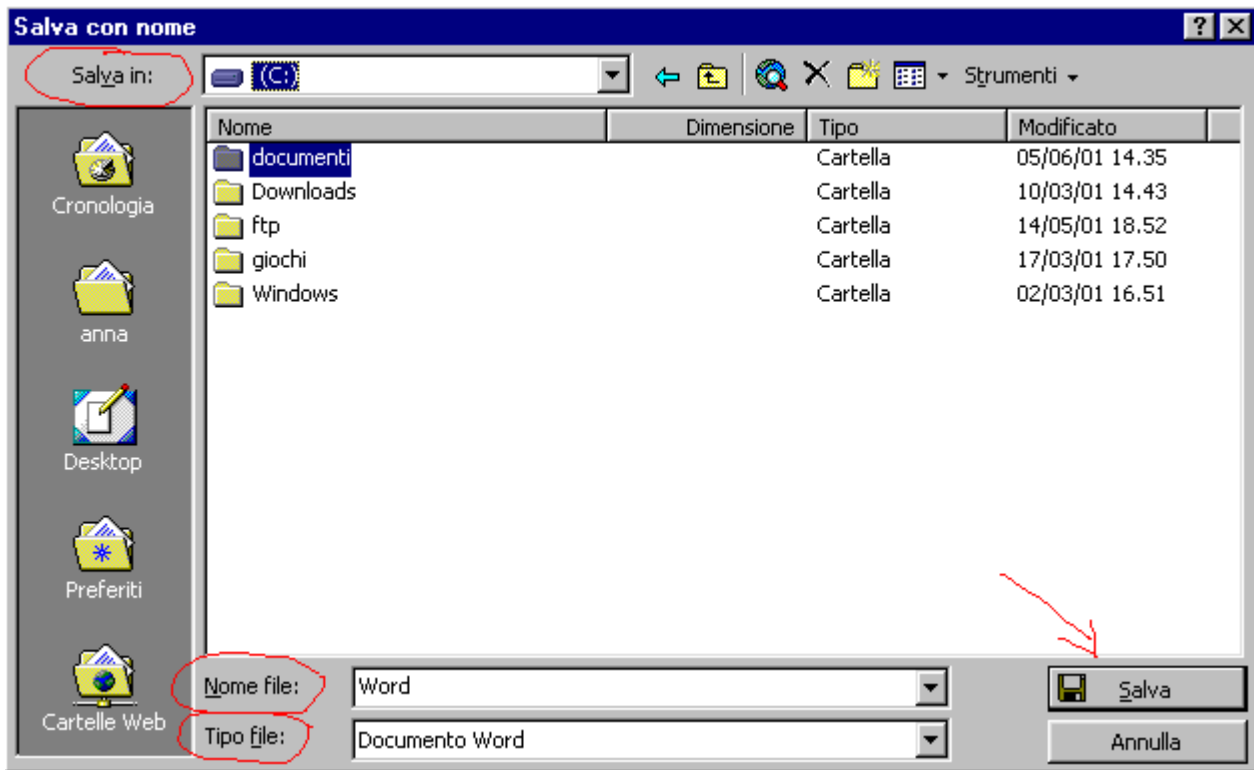 Salva con nome
Salva in: (C:) Strumenti
Nome Dimensione Tipo Modificato
documenti Cartella 05/06/01 14.35
Downloads Cartella 10/03/01 14.43
ftp Cartella 14/05/01 18.52
giochi Cartella 17/03/01 17.50
Windows Cartella 02/03/01 16.51
Cronologia
anna
Desktop
Preferiti
Cartelle Web
Nome file: Word Salva
Tipo file: Documento Word Annulla